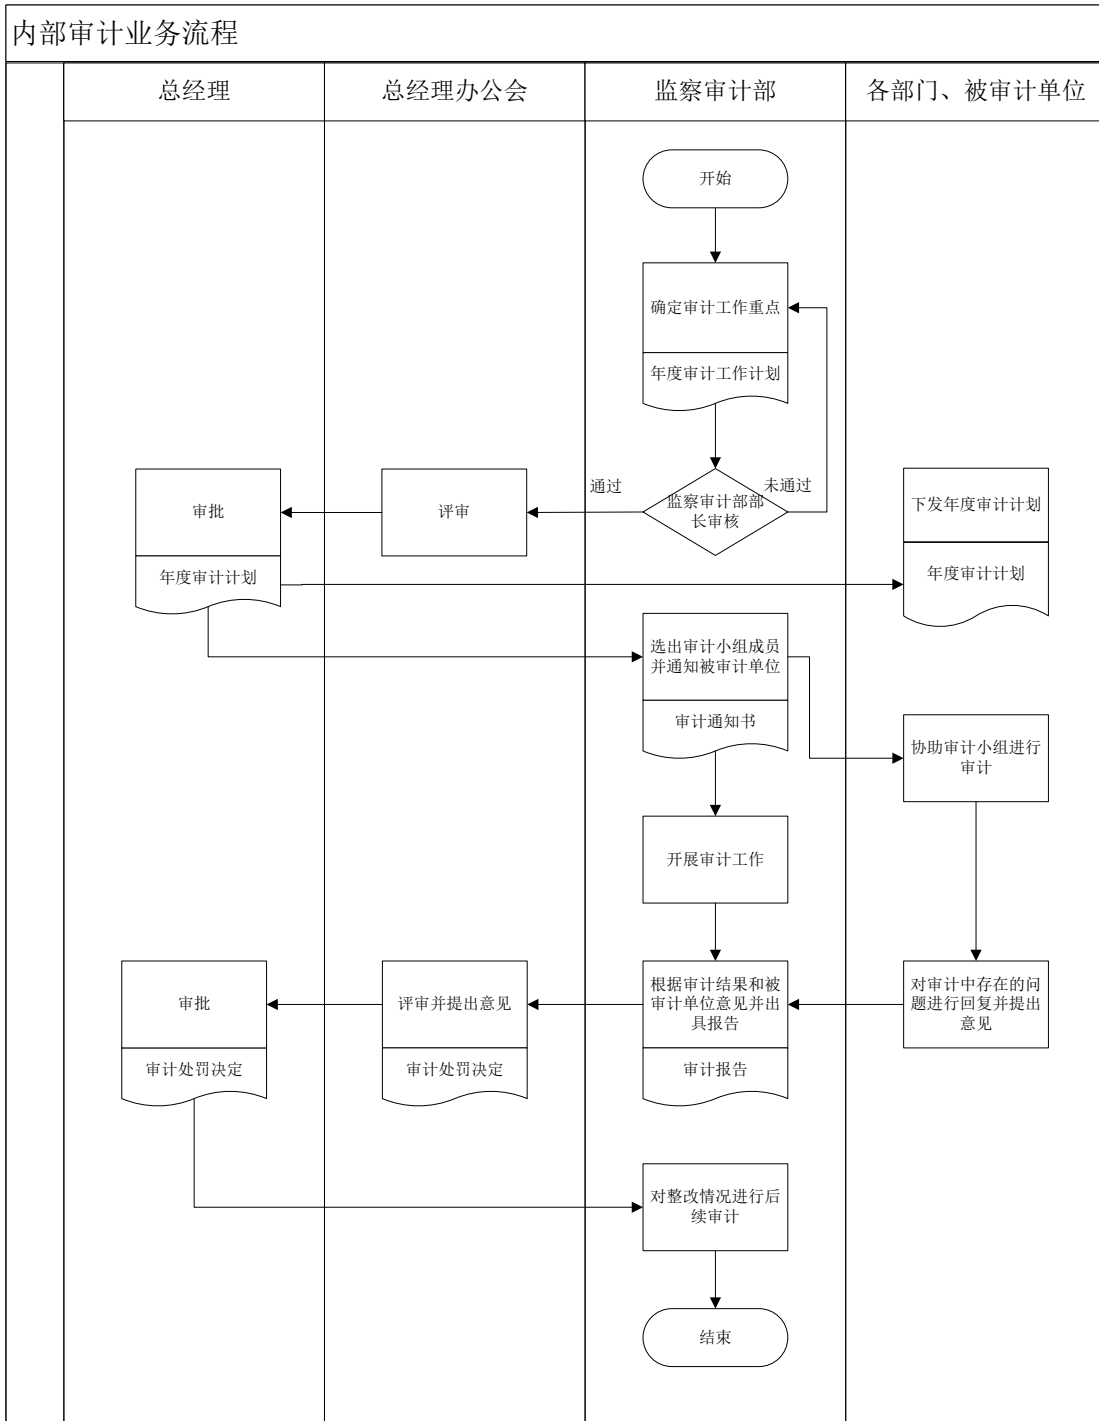 内部审计业务流程
总经理
总经理办公会
监察审计部
各部门、被审计单位
开始
确定审计工作重点
年度审计工作计划
通过
未通过
监察审计部部
长审核
评审
审批
年度审计计划
下发年度审计计划
年度审计计划
选出审计小组成员
并通知被审计单位
审计通知书
协助审计小组进行
审计
开展审计工作
对审计中存在的问
题进行回复并提出
意见
根据审计结果和被
审计单位意见并出
具报告
审计报告
评审并提出意见
审计处罚决定
审批
审计处罚决定
对整改情况进行后
续审计
结束